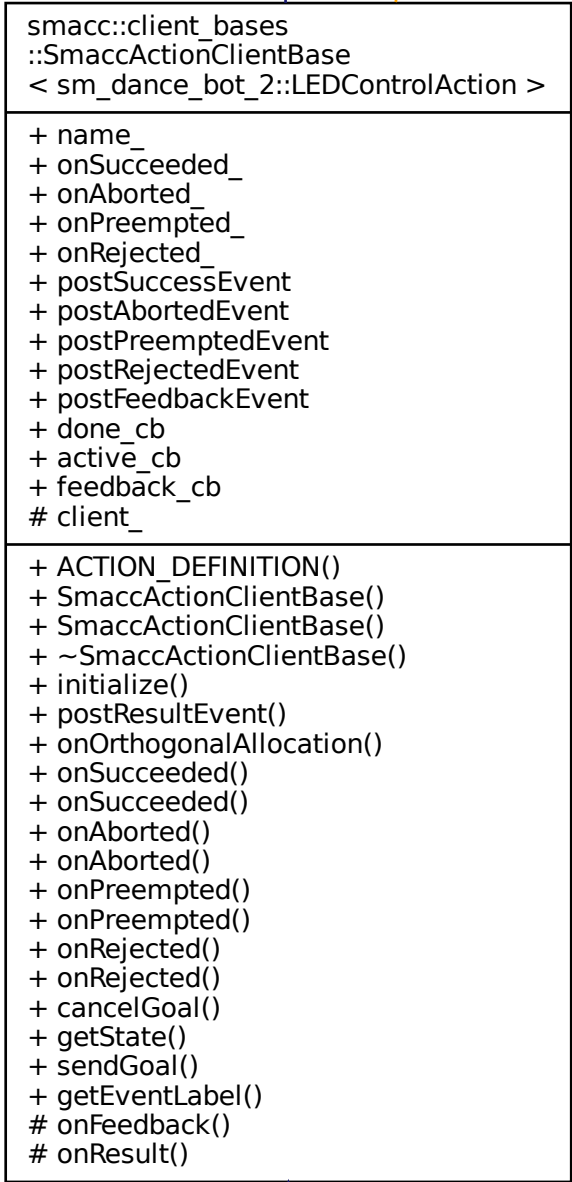 smacc::client_bases
::SmaccActionClientBase
< sm_dance_bot_2::LEDControlAction >
+ name_
+ onSucceeded_
+ onAborted_
+ onPreempted_
+ onRejected_
+ postSuccessEvent
+ postAbortedEvent
+ postPreemptedEvent
+ postRejectedEvent
+ postFeedbackEvent
+ done_cb
+ active_cb
+ feedback_cb
# client_
+ ACTION_DEFINITION()
+ SmaccActionClientBase()
+ SmaccActionClientBase()
+ ~SmaccActionClientBase()
+ initialize()
+ postResultEvent()
+ onOrthogonalAllocation()
+ onSucceeded()
+ onSucceeded()
+ onAborted()
+ onAborted()
+ onPreempted()
+ onPreempted()
+ onRejected()
+ onRejected()
+ cancelGoal()
+ getState()
+ sendGoal()
+ getEventLabel()
# onFeedback()
# onResult()